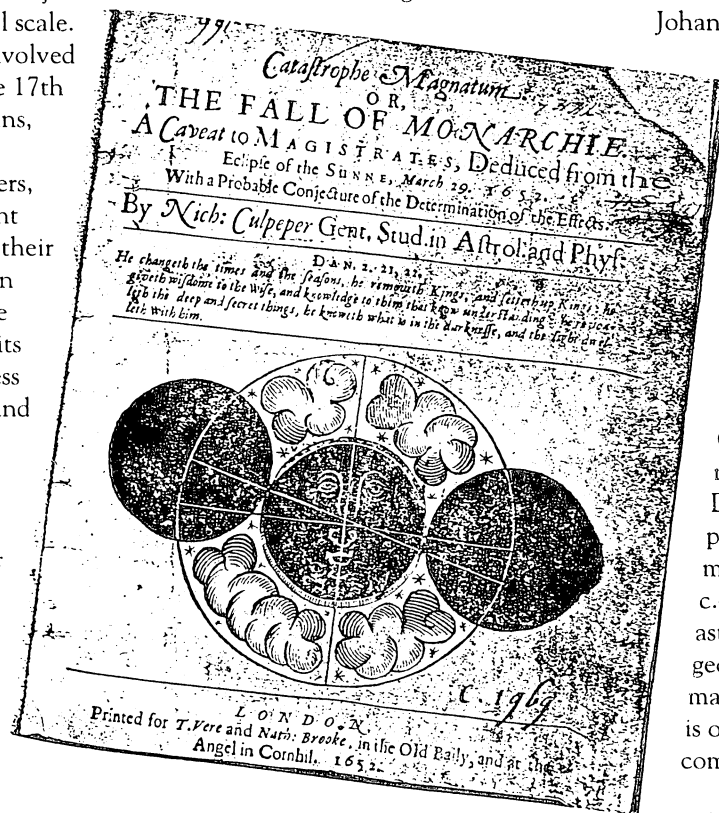 l scale.
volved
e 17th
ns,
ers,
nt
their
n
e
its
ess
and
Johan
991.
Catastrophe Magnatum.
OR,
THE FALL OF MONARCHIE.
A Caveat to MAGISTRATES, Deduced from the
Eclipse of the SUNNE, March 29. 1652.
With a Probable Conjecture of the Determination of the Effects.
By Nich: Culpeper Gent, Stud. in Astrol: and Phys.
DAN. 2. 21, 22.
He changeth the times and the seasons, he removeth Kings, and setteth up Kings, he
giveth wisdome to the Wise, and knowledge to them that know understanding: he revea-
leth the deep and secret things, he knoweth what is in the darknesse, and the light dwel-
leth with him.
C 1969
LONDON,
Printed for T. Vere and Nath: Brooke, in the Old Baily, and at the
Angel in Cornhil. 1652.
p
m
c.
ast
geo
ma
is o
com